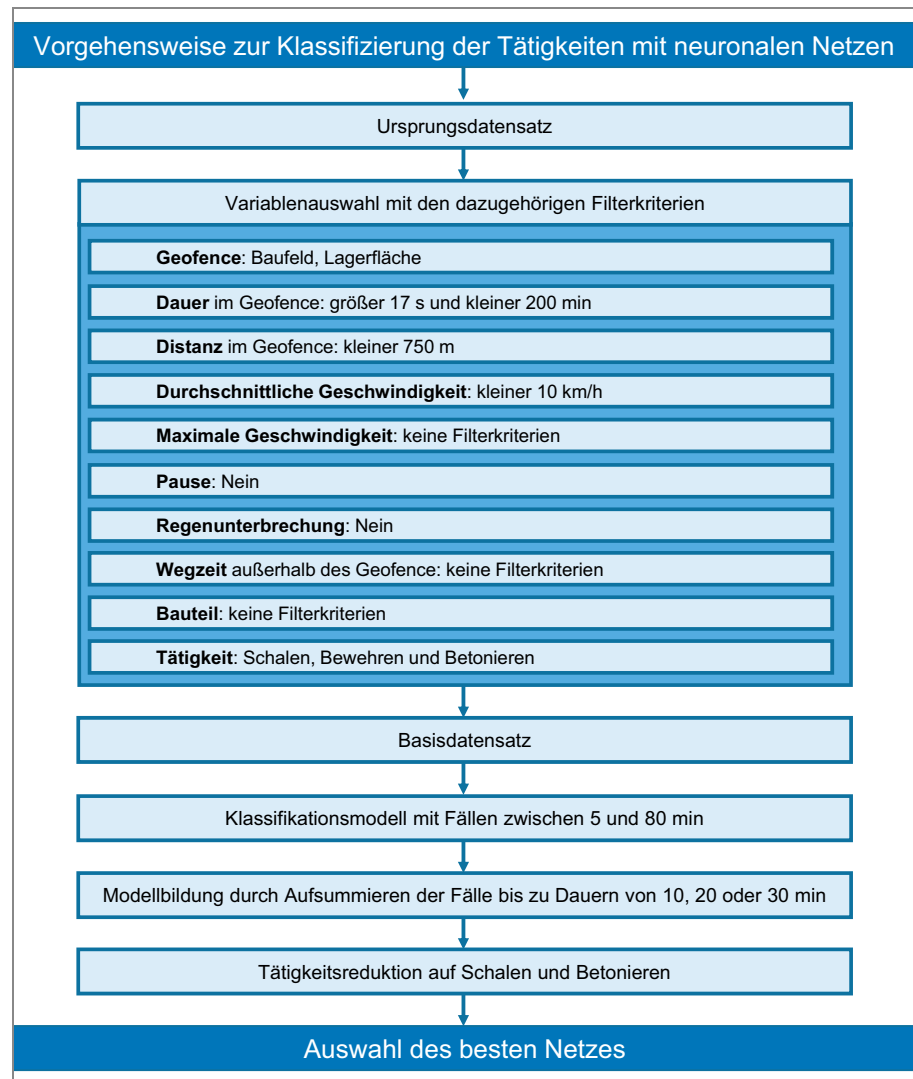 Vorgehensweise zur Klassifizierung der Tätigkeiten mit neuronalen Netzen
Ursprungsdatensatz
Variablenauswahl mit den dazugehörigen Filterkriterien
Geofence: Baufeld, Lagerfläche
Dauer im Geofence: größer 17 s und kleiner 200 min
Distanz im Geofence: kleiner 750 m
Durchschnittliche Geschwindigkeit: kleiner 10 km/h
Maximale Geschwindigkeit: keine Filterkriterien
Pause: Nein
Regenunterbrechung: Nein
Wegzeit außerhalb des Geofence: keine Filterkriterien
Bauteil: keine Filterkriterien
Tätigkeit: Schalen, Bewehren und Betonieren
Basisdatensatz
Klassifikationsmodell mit Fällen zwischen 5 und 80 min
Modellbildung durch Aufsummieren der Fälle bis zu Dauern von 10, 20 oder 30 min
Tätigkeitsreduktion auf Schalen und Betonieren
Auswahl des besten Netzes